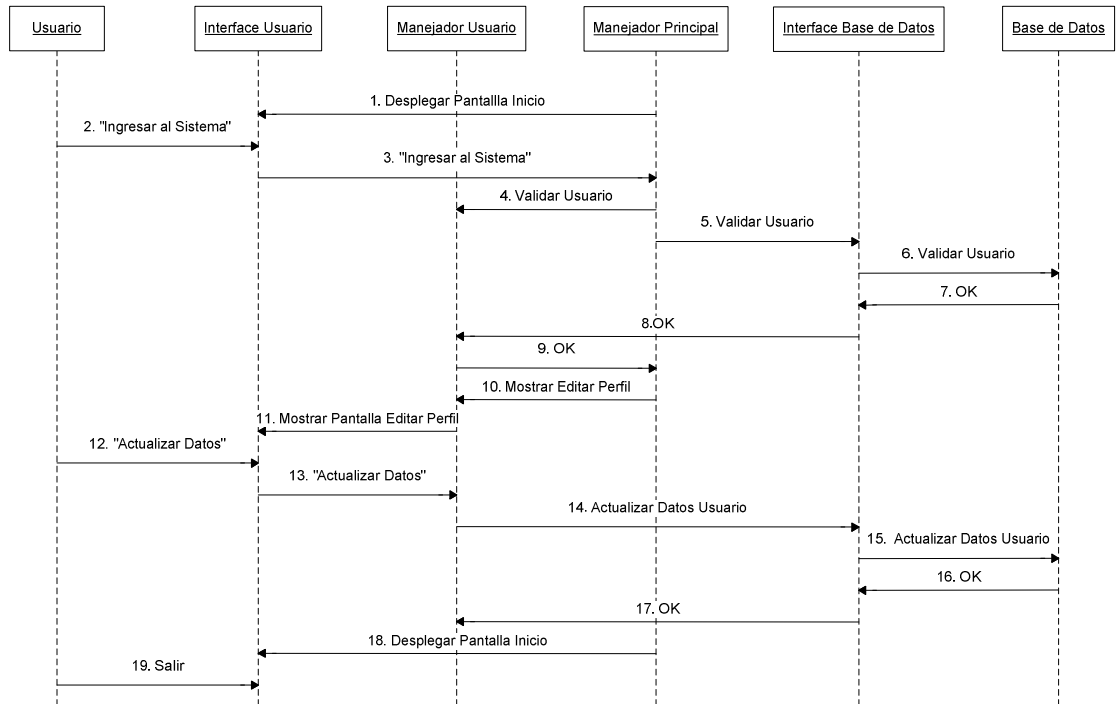 Usuario
Interface Usuario
Manejador Usuario
Manejador Principal
Interface Base de Datos
Base de Datos
1. Desplegar Pantallla Inicio
2. "Ingresar al Sistema"
3. "Ingresar al Sistema"
4. Validar Usuario
5. Validar Usuario
6. Validar Usuario
7. OK
8.OK
9. OK
10. Mostrar Editar Perfil
11. Mostrar Pantalla Editar Perfil
12. "Actualizar Datos"
13. "Actualizar Datos"
14. Actualizar Datos Usuario
15. Actualizar Datos Usuario
16. OK
17. OK
18. Desplegar Pantalla Inicio
19. Salir